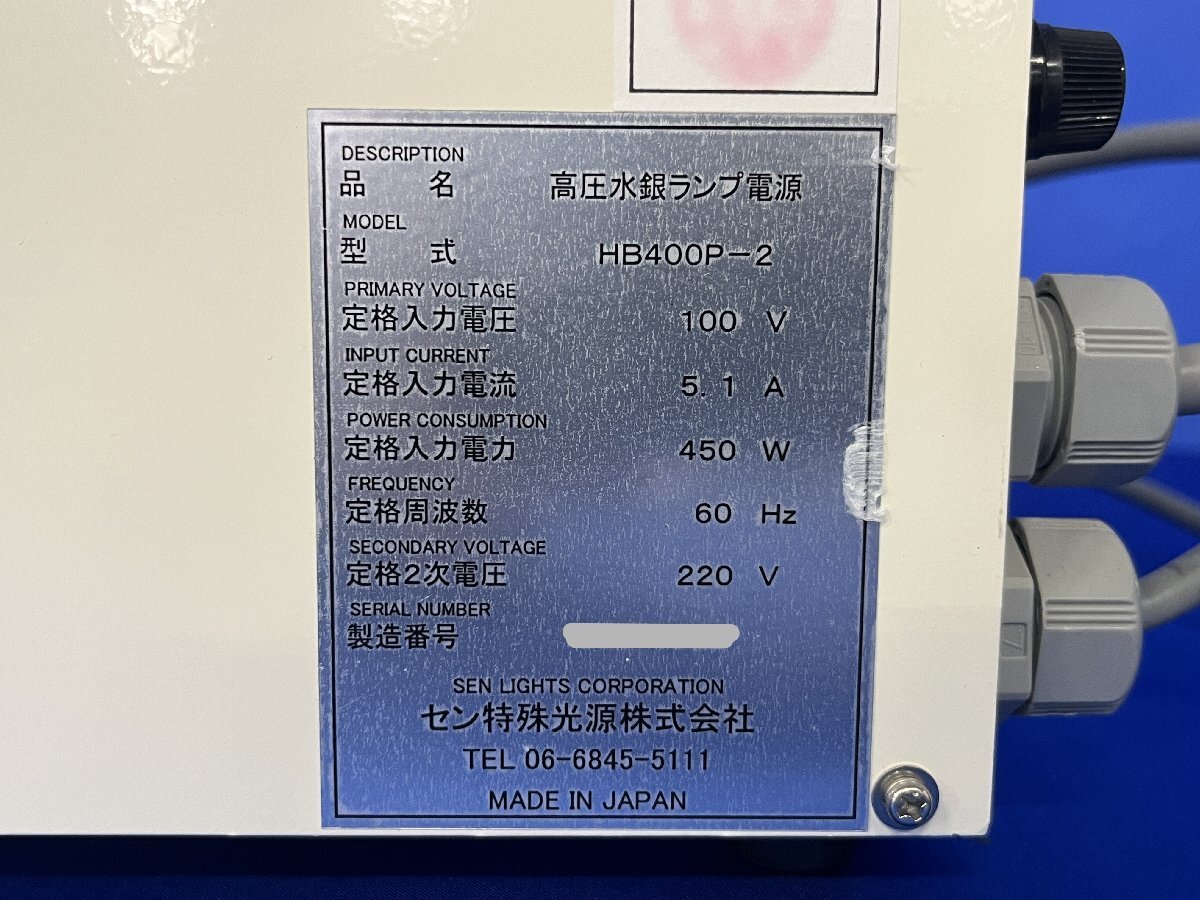 DESCRIPTION
品 名 高圧水銀ランプ電源
MODEL
型 式 HB400P-2
PRIMARY VOLTAGE
定格入力電圧 100 V
INPUT CURRENT
定格入力電流 5.1 A
POWER CONSUMPTION
定格入力電力 450 W
FREQUENCY
定格周波数 60 Hz
SECONDARY VOLTAGE
定格2次電圧 220 V
SERIAL NUMBER
製造番号
SEN LIGHTS CORPORATION
セン特殊光源株式会社
TEL 06-6845-5111
MADE IN JAPAN